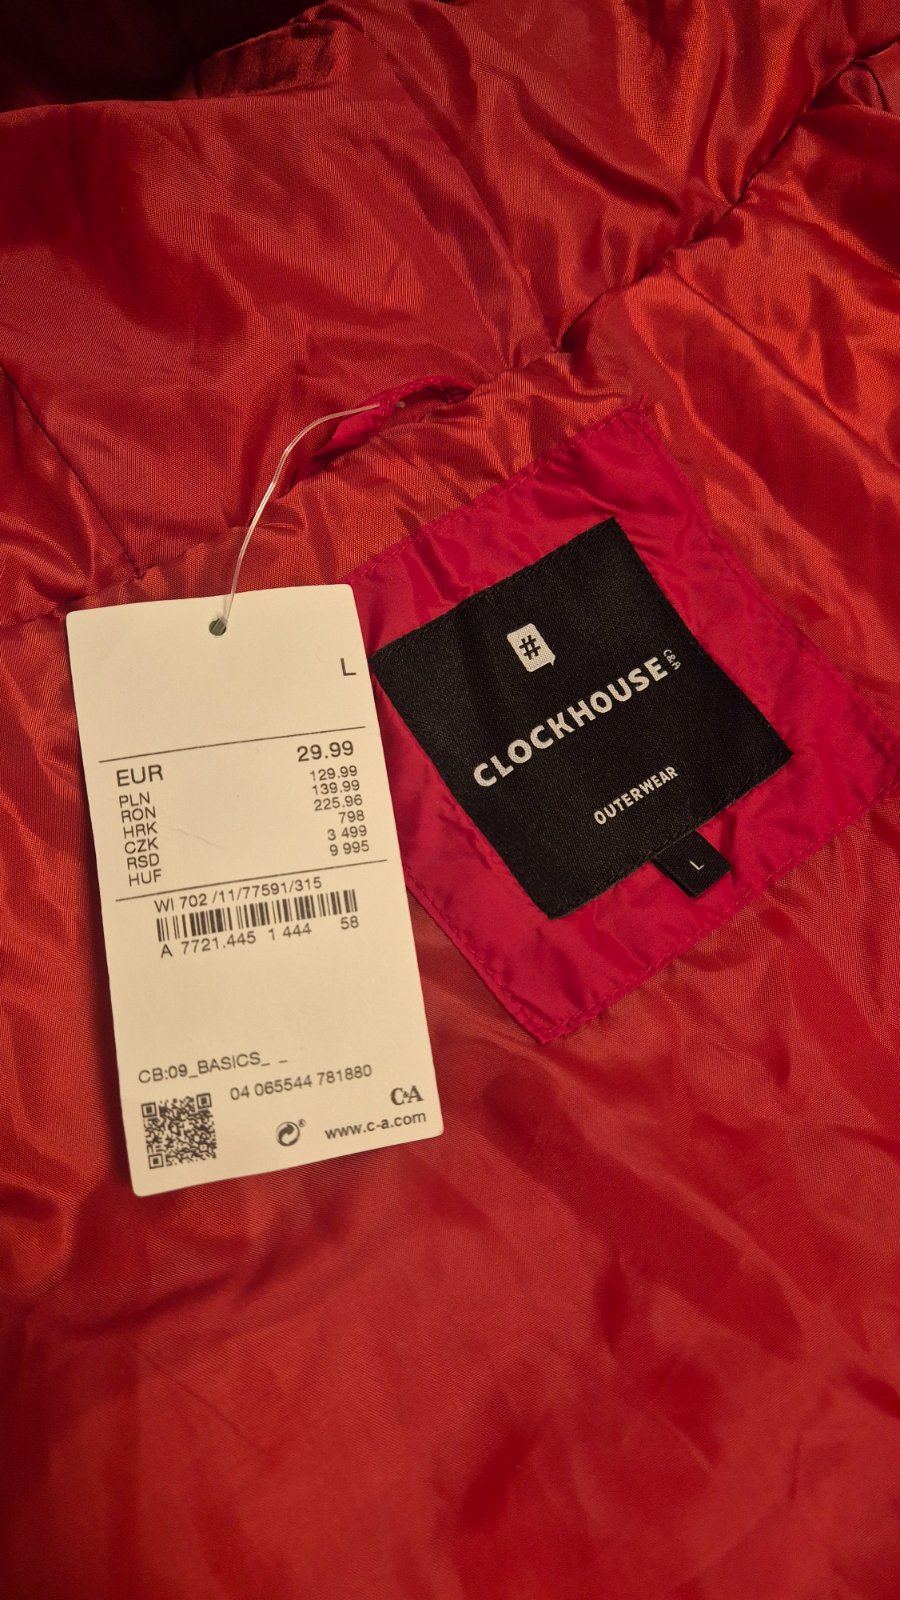 L
EUR 29.99
PLN 129.99
RON 139.99
HRK 225.96
CZK 798
RSD 3 499
HUF 9 995
WI 702 /11/77591/315
A 7721.445 1 444 58
CB:09_BASICS_ _
04 065544 781880
C&A
www.c-a.com
#
CLOCKHOUSE C&A
OUTERWEAR
L